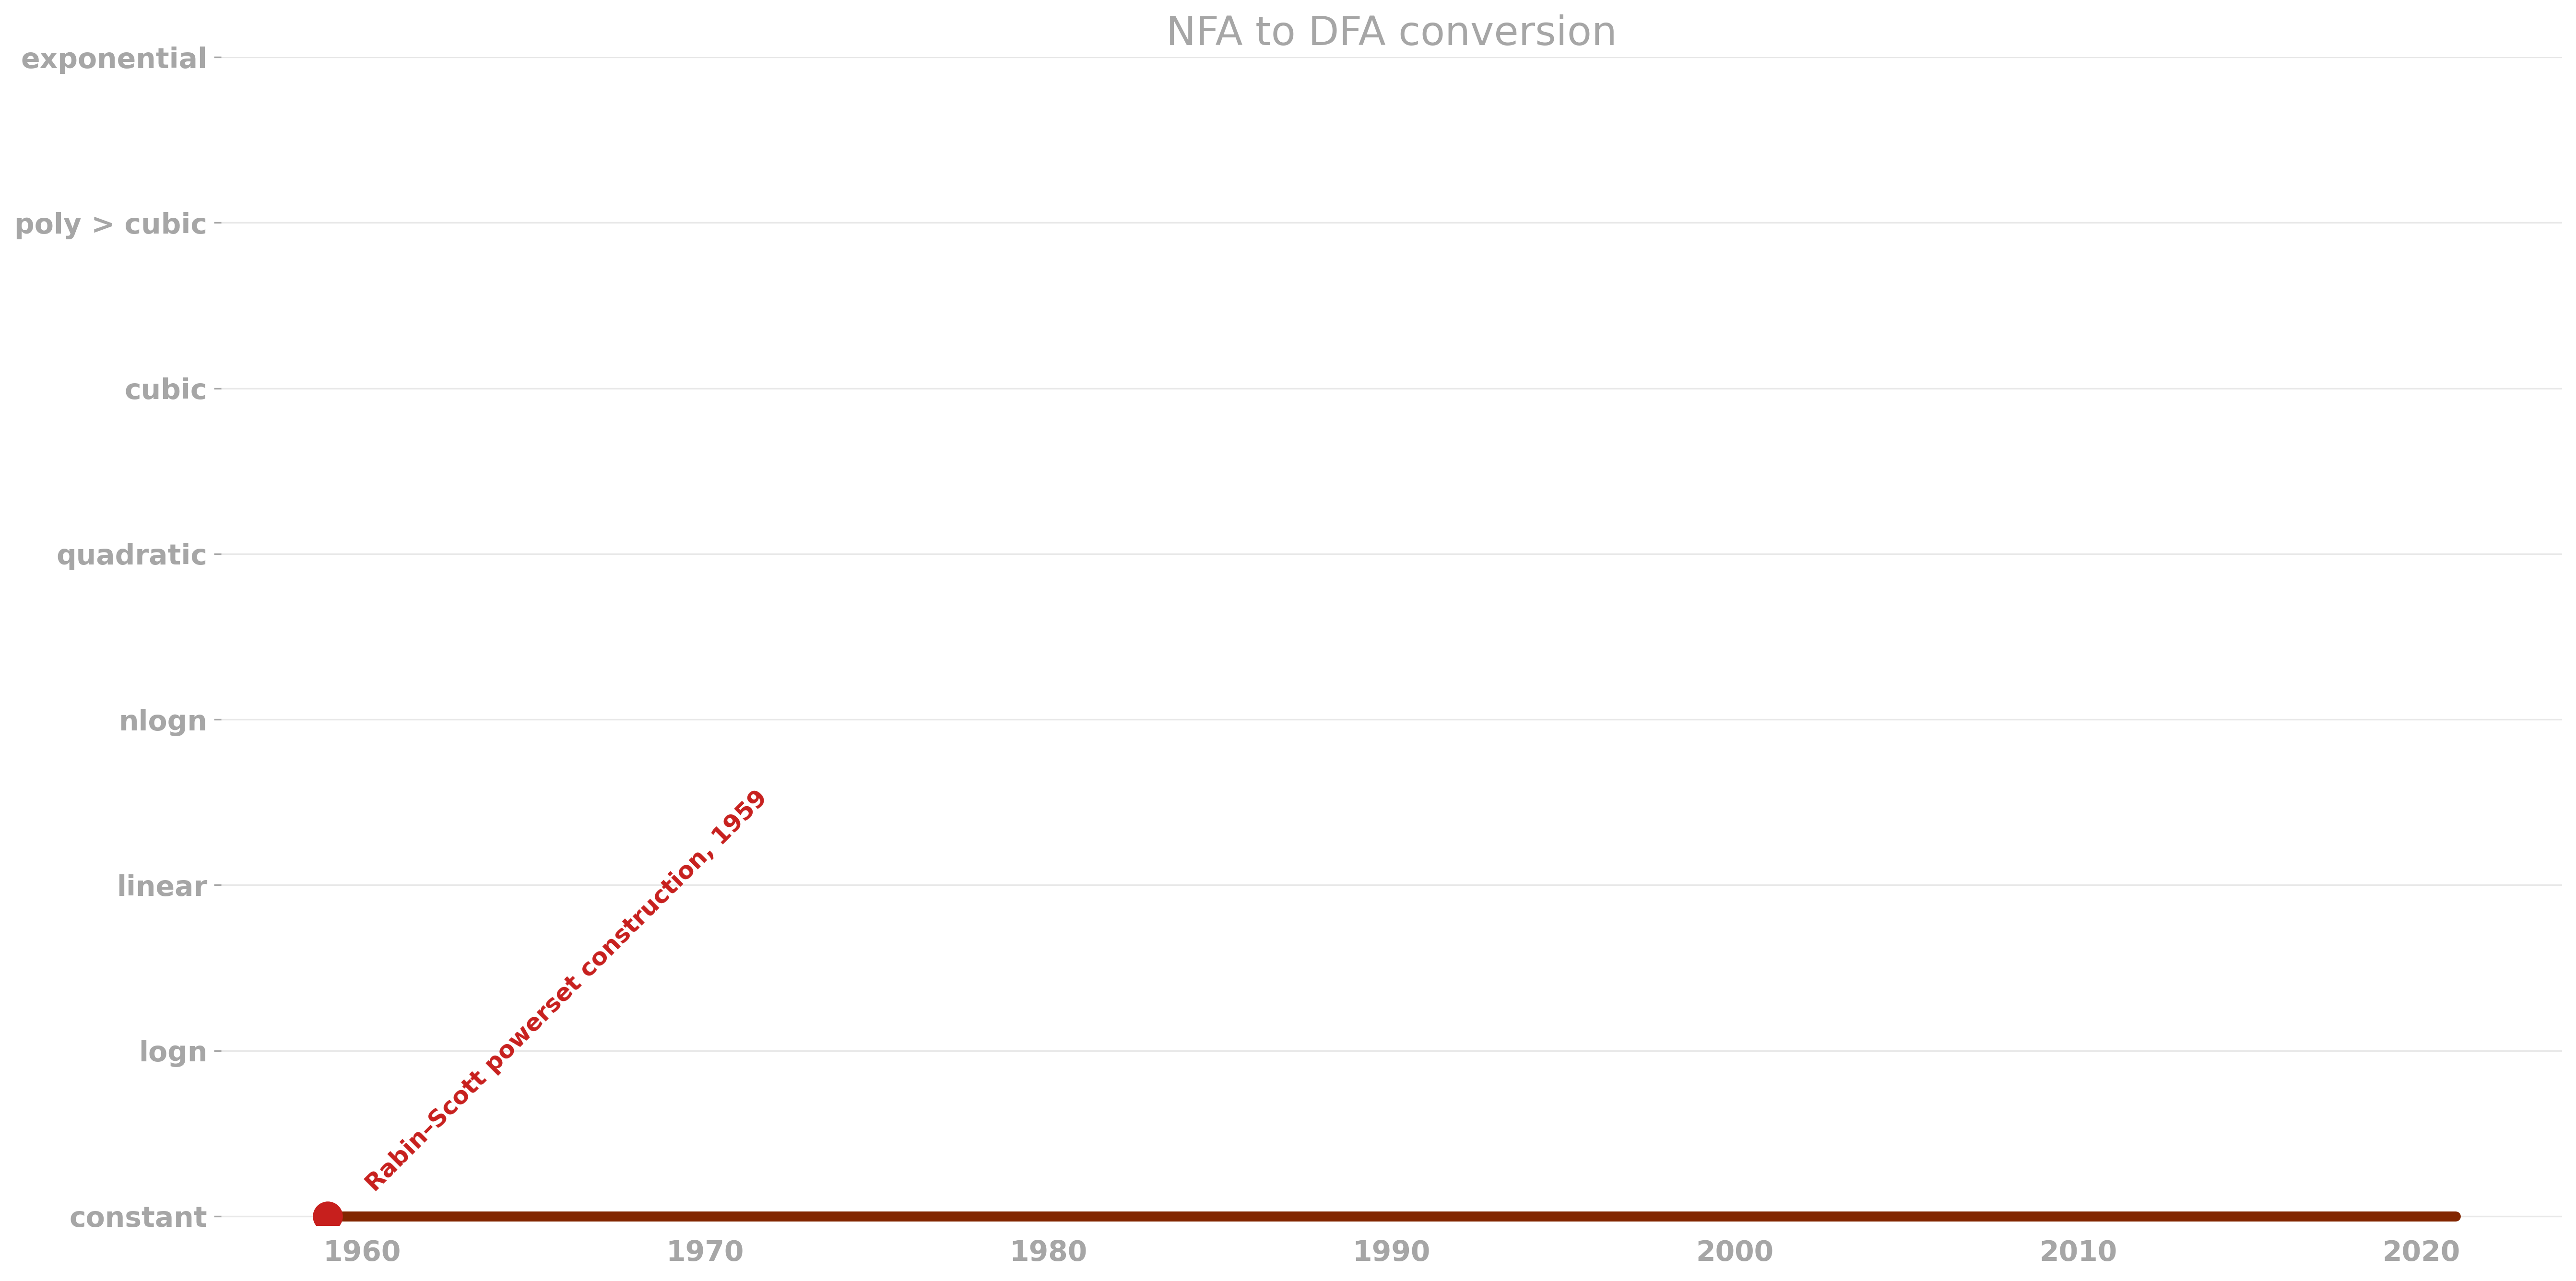 NFA to DFA conversion
exponential
poly > cubic
cubic
quadratic
nlogn
linear
logn
constant
Rabin–Scott powerset construction, 1959
1960 1970 1980 1990 2000 2010 2020